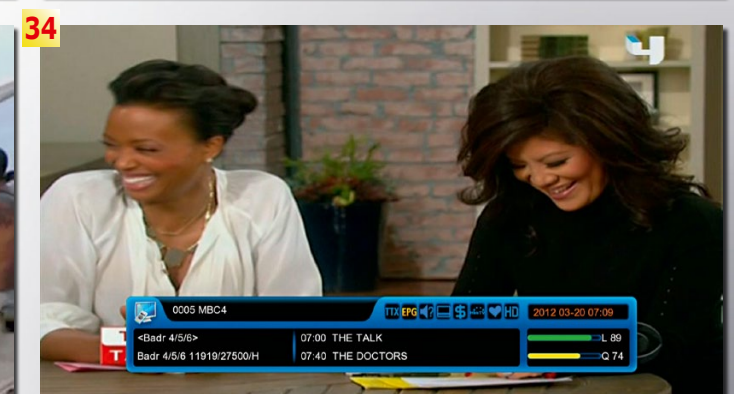 34
4
0005 MBC4
TTX EPG $ HD
2012 03-20 07:09
<Badr 4/5/6>
07:00 THE TALK
L 89
T
Badr 4/5/6 11919/27500/H
07:40 THE DOCTORS
Q 74
T